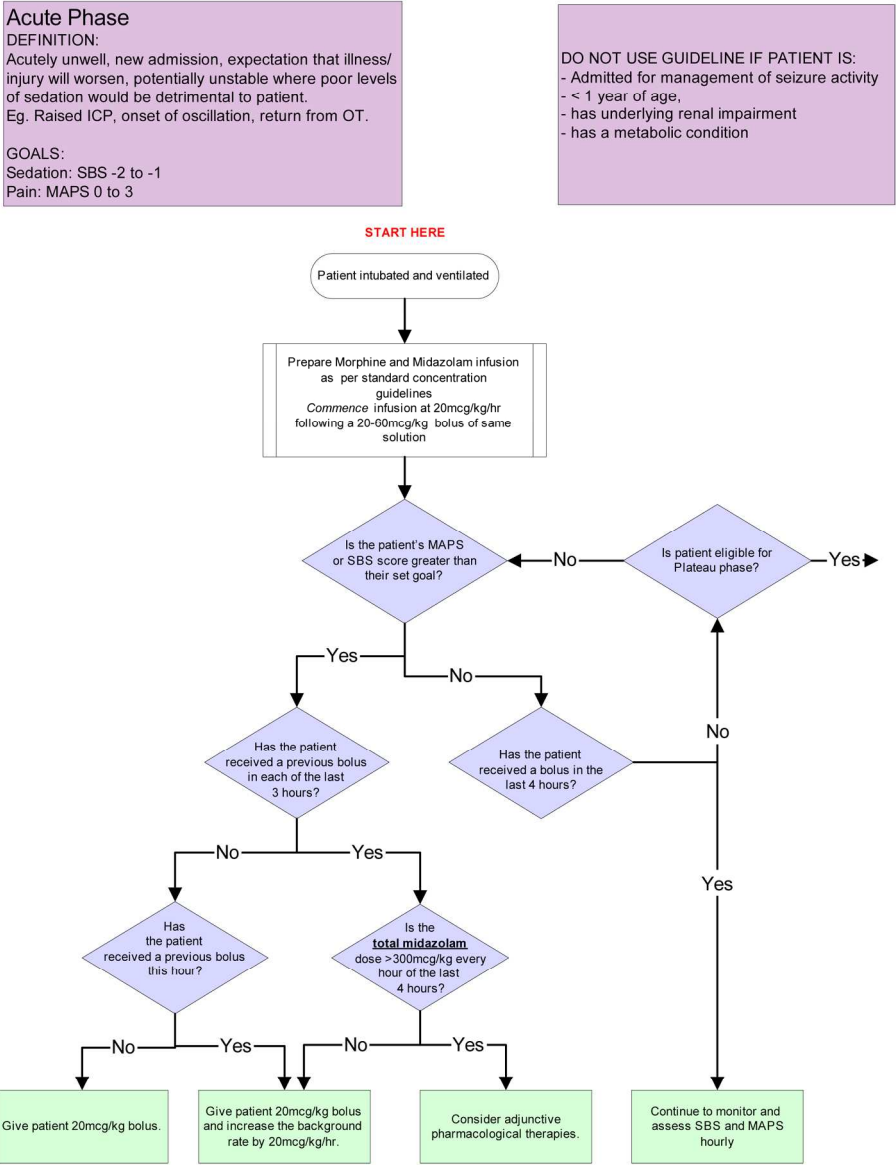 Acute Phase
DEFINITION:
Acutely unwell, new admission, expectation that illness/
injury will worsen, potentially unstable where poor levels
of sedation would be detrimental to patient.
Eg. Raised ICP, onset of oscillation, return from OT.
GOALS:
Sedation: SBS -2 to -1
Pain: MAPS 0 to 3
DO NOT USE GUIDELINE IF PATIENT IS:
- Admitted for management of seizure activity
- < 1 year of age,
- has underlying renal impairment
- has a metabolic condition
START HERE
Patient intubated and ventilated
Prepare Morphine and Midazolam infusion
as per standard concentration
guidelines
Commence infusion at 20mcg/kg/hr
following a 20-60mcg/kg bolus of same
solution
Is the patient's MAPS
or SBS score greater than
their set goal?
No
Is patient eligible for
Plateau phase?
Yes
Yes
No
Has the patient
received a previous bolus
in each of the last
3 hours?
Has the patient
received a bolus in the
last 4 hours?
No
Yes
No
Yes
Has
the patient
received a previous bolus
this hour?
Is the
total midazolam
dose >300mcg/kg every
hour of the last
4 hours?
No
Yes
No
Yes
Give patient 20mcg/kg bolus.
Give patient 20mcg/kg bolus
and increase the background
rate by 20mcg/kg/hr.
Consider adjunctive
pharmacological therapies.
Continue to monitor and
assess SBS and MAPS
hourly